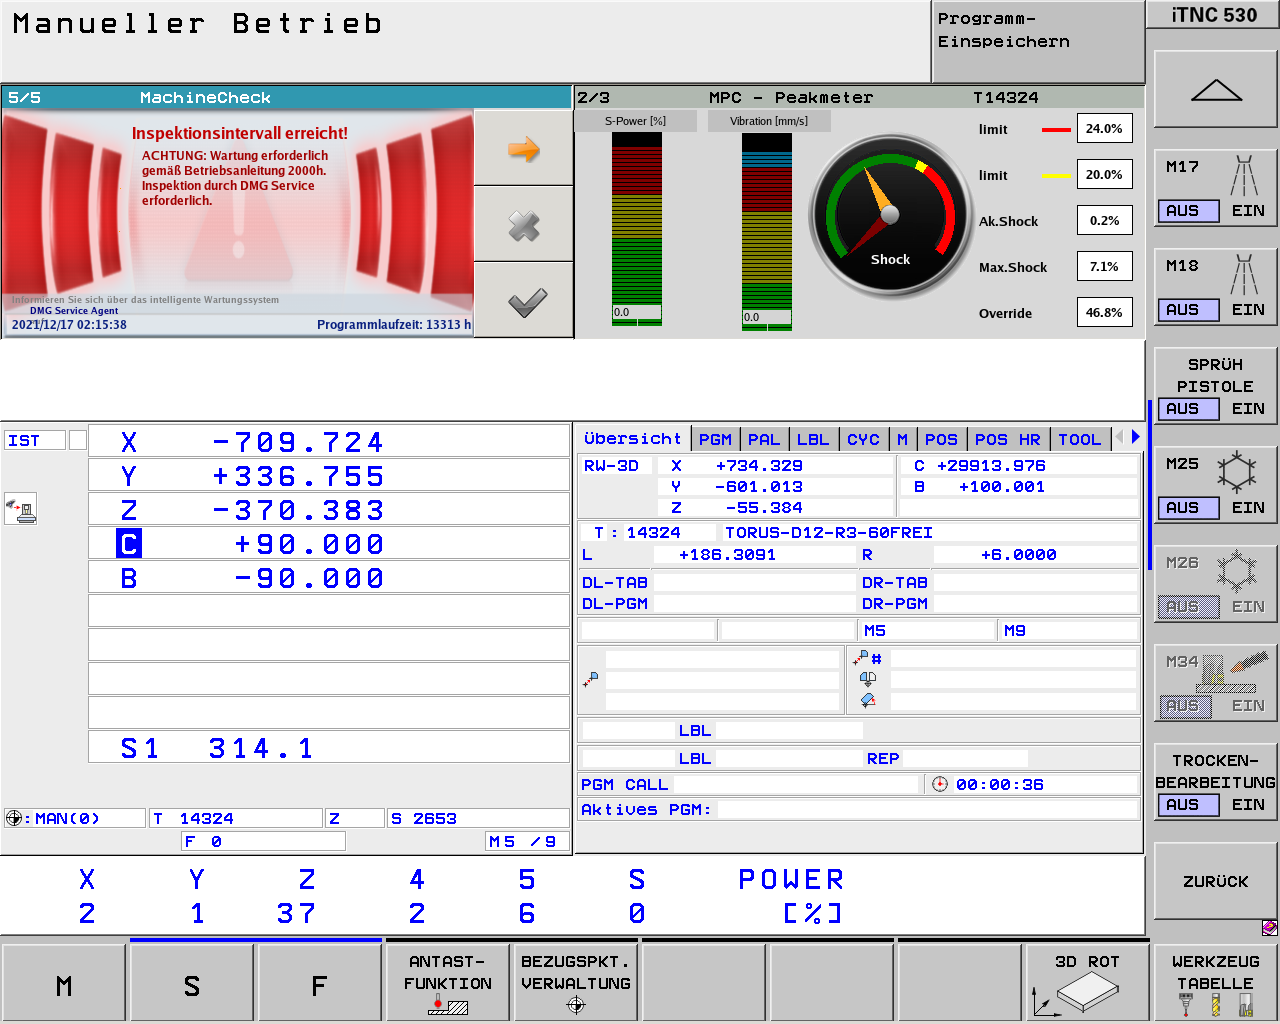 Manueller Betrieb
Programm-
Einspeichern
iTNC 530
5/5 MachineCheck
Inspektionsintervall erreicht!
ACHTUNG: Wartung erforderlich
gemäß Betriebsanleitung 2000h.
Inspektion durch DMG Service
erforderlich.
Informieren Sie sich über das intelligente Wartungssystem
DMG Service Agent
2021/12/17 02:15:38 Programmlaufzeit: 13313 h
2/3 MPC - Peakmeter T14324
S-Power [%] Vibration [mm/s]
0.0 0.0
Shock
limit 24.0%
limit 20.0%
Ak.Shock 0.2%
Max.Shock 7.1%
Override 46.8%
IST
X -709.724
Y +336.755
Z -370.383
C +90.000
B -90.000
S1 314.1
:MAN(0) T 14324 Z S 2653
F 0 M5 /9
Übersicht PGM PAL LBL CYC M POS POS HR TOOL
RW-3D X +734.329 C +29913.976
Y -601.013 B +100.001
Z -55.384
T : 14324 TORUS-D12-R3-60FREI
L +186.3091 R +6.0000
DL-TAB DR-TAB
DL-PGM DR-PGM
M5 M9
#
LBL
LBL REP
PGM CALL 00:00:36
Aktives PGM:
X Y Z 4 5 S POWER
2 1 37 2 6 0 [%]
M17
AUS EIN
M18
AUS EIN
SPRÜH
PISTOLE
AUS EIN
M25
AUS EIN
M26
AUS EIN
M34
AUS EIN
TROCKEN-
BEARBEITUNG
AUS EIN
ZURÜCK
M
S
F
ANTAST-
FUNKTION
BEZUGSPKT.
VERWALTUNG
3D ROT
WERKZEUG
TABELLE